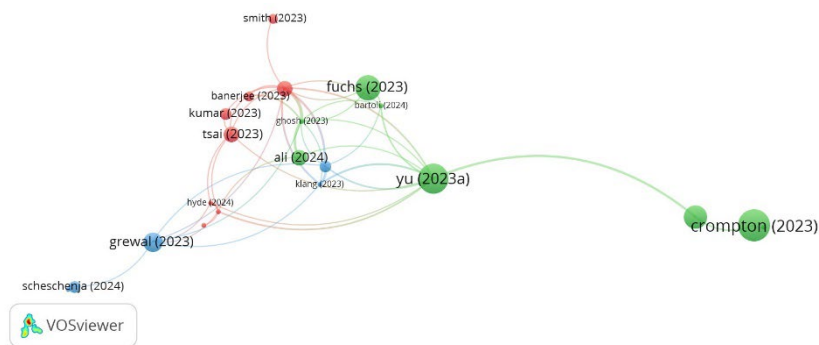 smith (2023)
fuchs (2023)
banerjee (2023)
bartoli (2024)
kumar (2023)
ghosh (2023)
tsai (2023)
ali (2024)
yu (2023a)
klang (2023)
hyde (2024)
crompton (2023)
grewal (2023)
scheschenja (2024)
VOSviewer